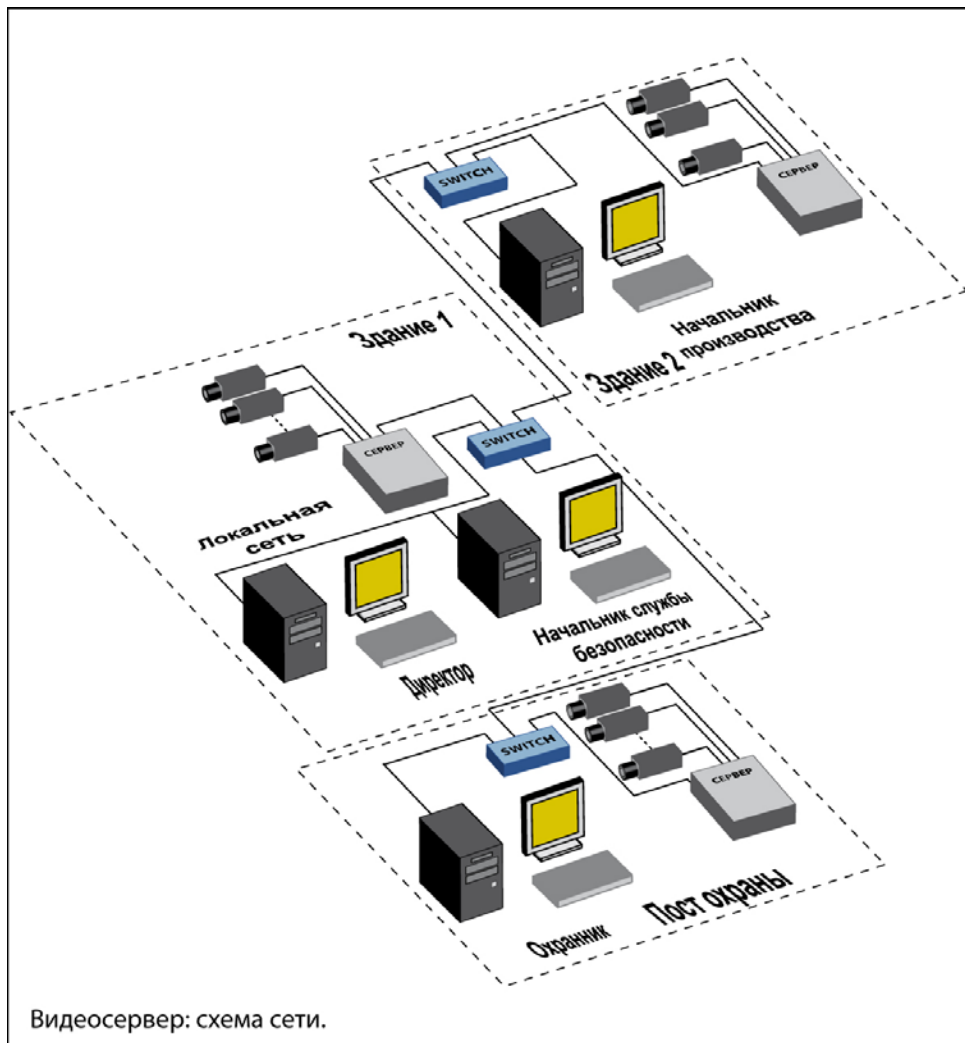 SWITCH
СЕРВЕР
Начальник
производства
Здание 2
Здание 1
SWITCH
СЕРВЕР
Локальная
сеть
Начальник службы
безопасности
Директор
SWITCH
СЕРВЕР
Пост охраны
Охранник
Видеосервер: схема сети.